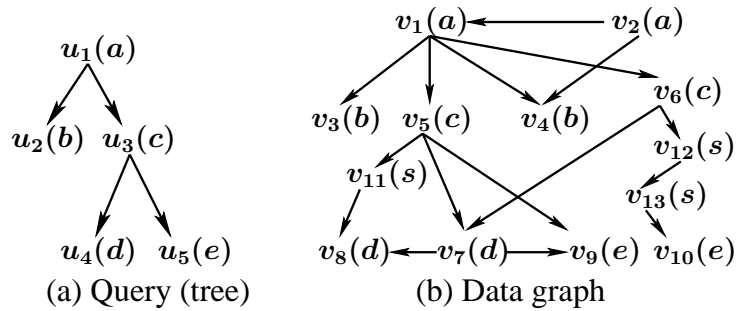 v₁(a) v₂(a)
u₁(a)
v₆(c)
v₃(b) v₅(c) v₄(b)
u₂(b) u₃(c)
v₁₂(s)
v₁₁(s)
v₁₃(s)
u₄(d) u₅(e) v₈(d) v₇(d) v₉(e) v₁₀(e)
(a) Query (tree) (b) Data graph